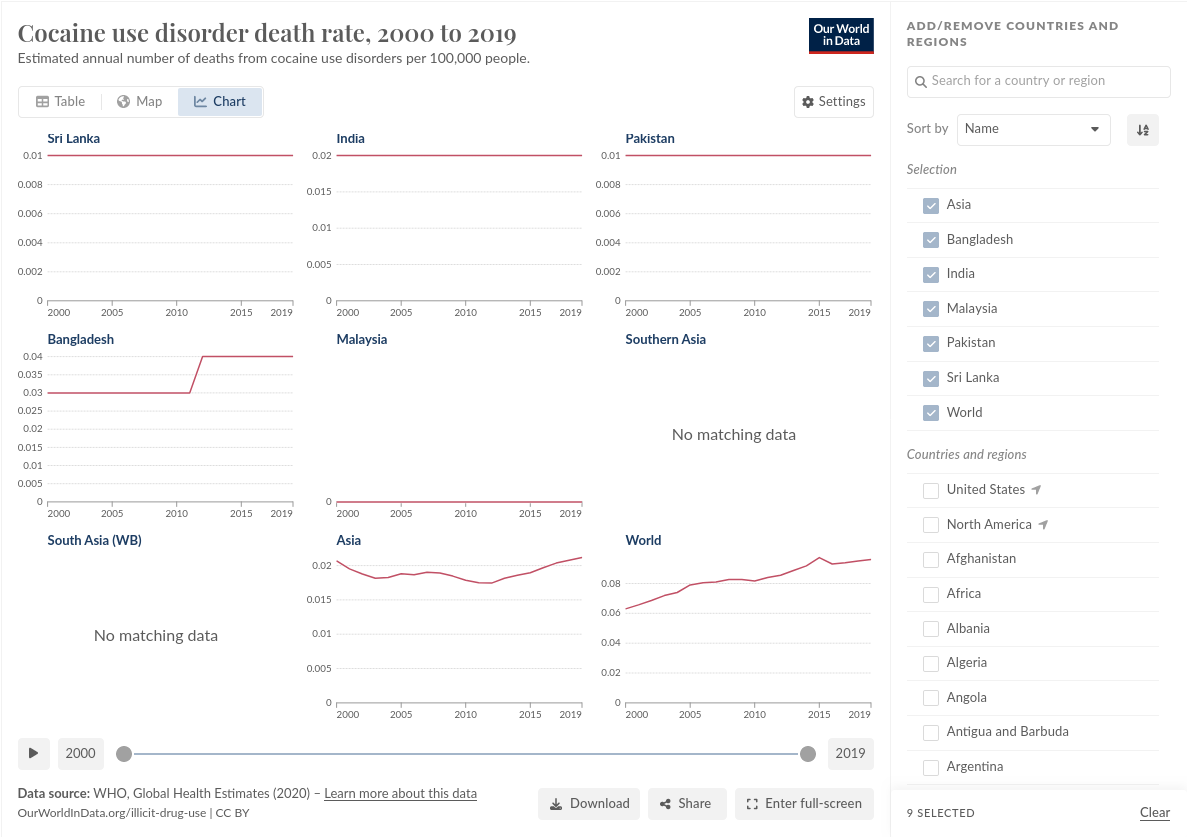 Cocaine use disorder death rate, 2000 to 2019
Estimated annual number of deaths from cocaine use disorders per 100,000 people.
Our World
in Data
Table
Map
Chart
Settings
Sri Lanka
0.01
0.008
0.006
0.004
0.002
0
2000 2005 2010 2015 2019
India
0.02
0.015
0.01
0.005
0
2000 2005 2010 2015 2019
Pakistan
0.01
0.008
0.006
0.004
0.002
0
2000 2005 2010 2015 2019
Bangladesh
0.04
0.035
0.03
0.025
0.02
0.015
0.01
0.005
0
2000 2005 2010 2015 2019
Malaysia
0
2000 2005 2010 2015 2019
Southern Asia
No matching data
South Asia (WB)
No matching data
Asia
0.02
0.015
0.01
0.005
0
2000 2005 2010 2015 2019
World
0.08
0.06
0.04
0.02
0
2000 2005 2010 2015 2019
2000
2019
Data source: WHO, Global Health Estimates (2020) – Learn more about this data
OurWorldInData.org/illicit-drug-use | CC BY
Download
Share
Enter full-screen
ADD/REMOVE COUNTRIES AND
REGIONS
Search for a country or region
Sort by
Name
Selection
Asia
Bangladesh
India
Malaysia
Pakistan
Sri Lanka
World
Countries and regions
United States
North America
Afghanistan
Africa
Albania
Algeria
Angola
Antigua and Barbuda
Argentina
9 SELECTED
Clear